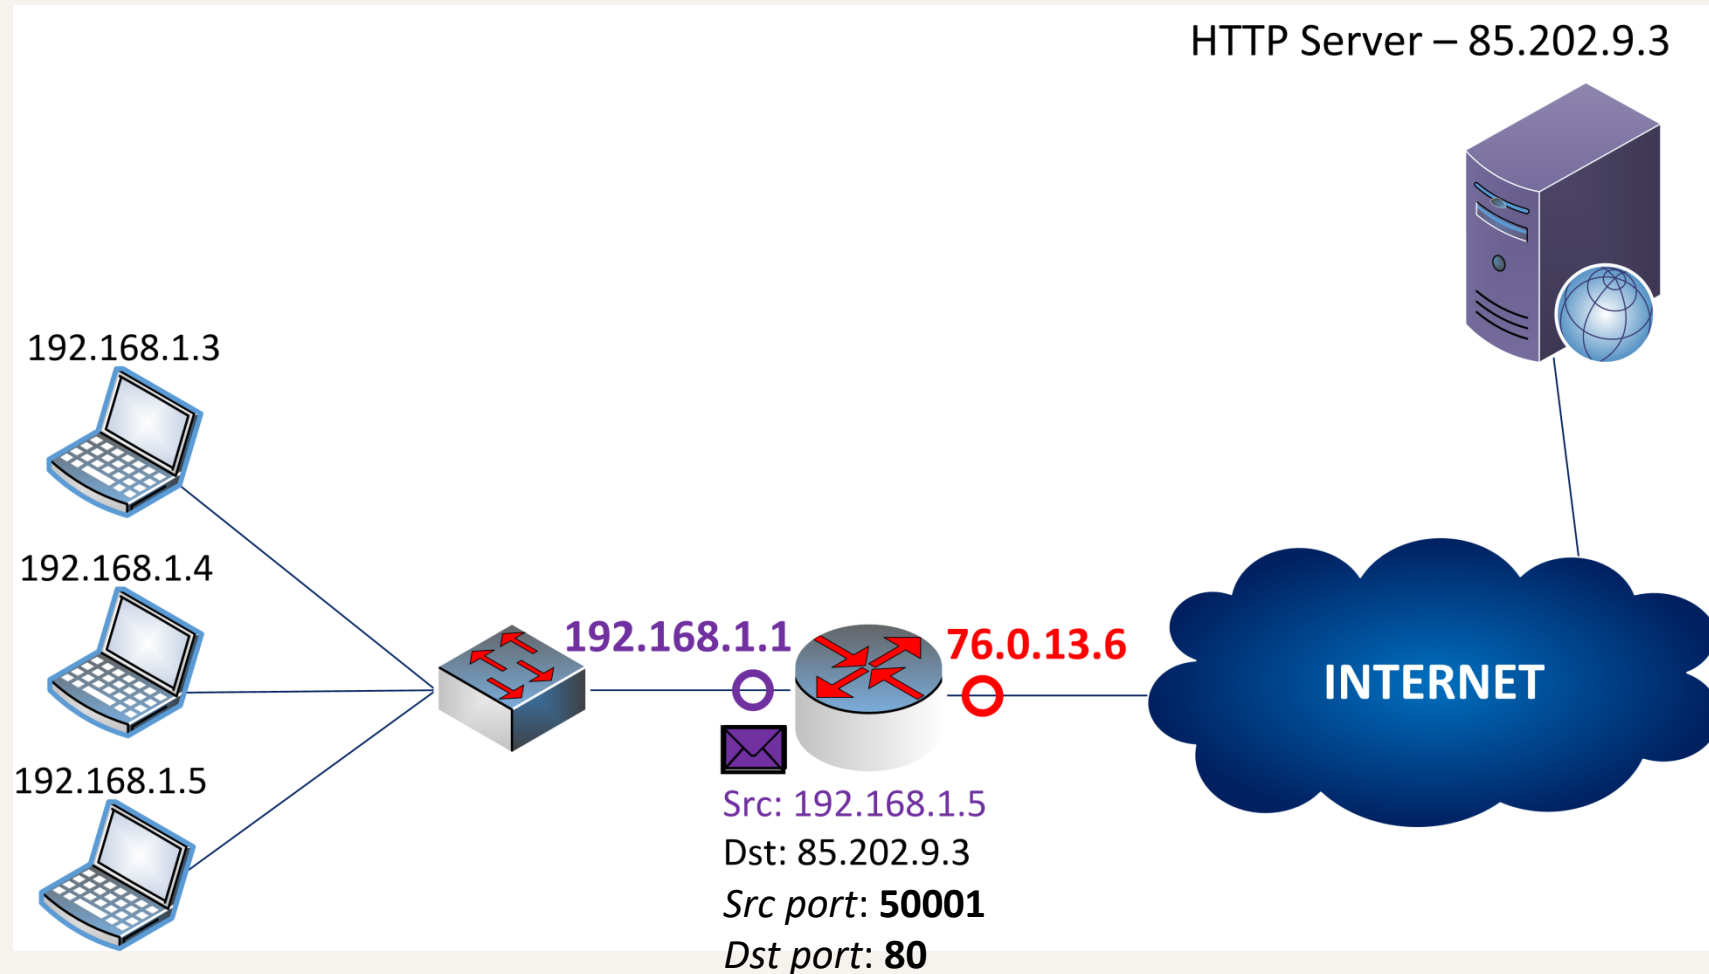 HTTP Server – 85.202.9.3
192.168.1.3
192.168.1.4
192.168.1.1
76.0.13.6
INTERNET
192.168.1.5
Src: 192.168.1.5
Dst: 85.202.9.3
Src port: 50001
Dst port: 80